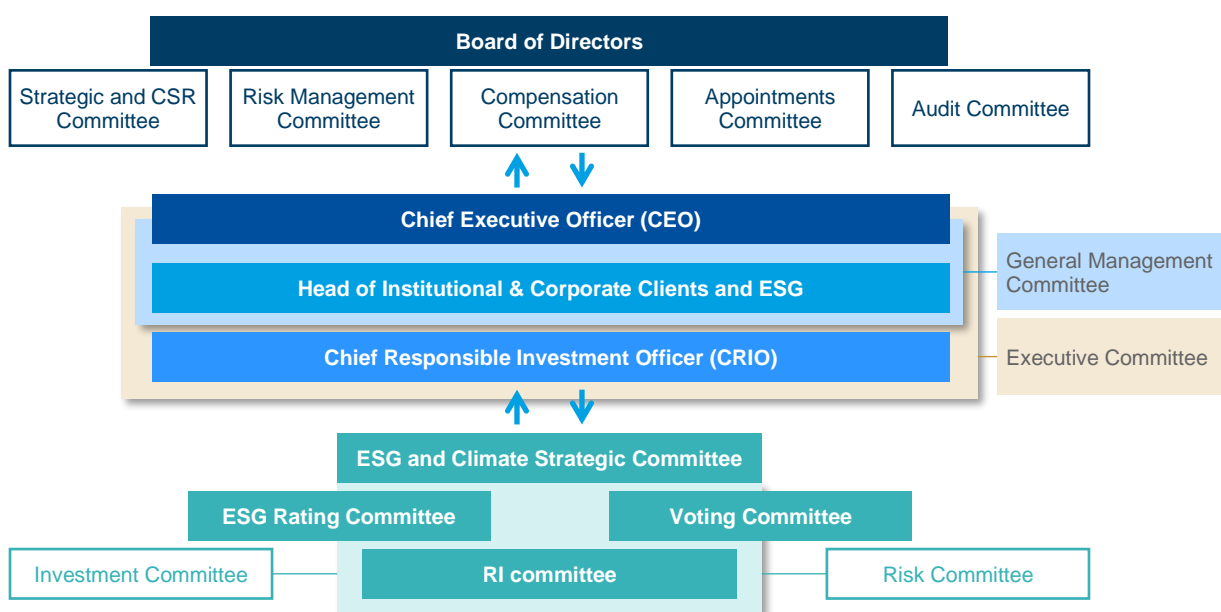 Board of Directors
Strategic and CSR
Committee
Risk Management
Committee
Compensation
Committee
Appointments
Committee
Audit Committee
Chief Executive Officer (CEO)
Head of Institutional & Corporate Clients and ESG
General Management
Committee
Chief Responsible Investment Officer (CRIO)
Executive Committee
ESG and Climate Strategic Committee
ESG Rating Committee
Voting Committee
Investment Committee
RI committee
Risk Committee